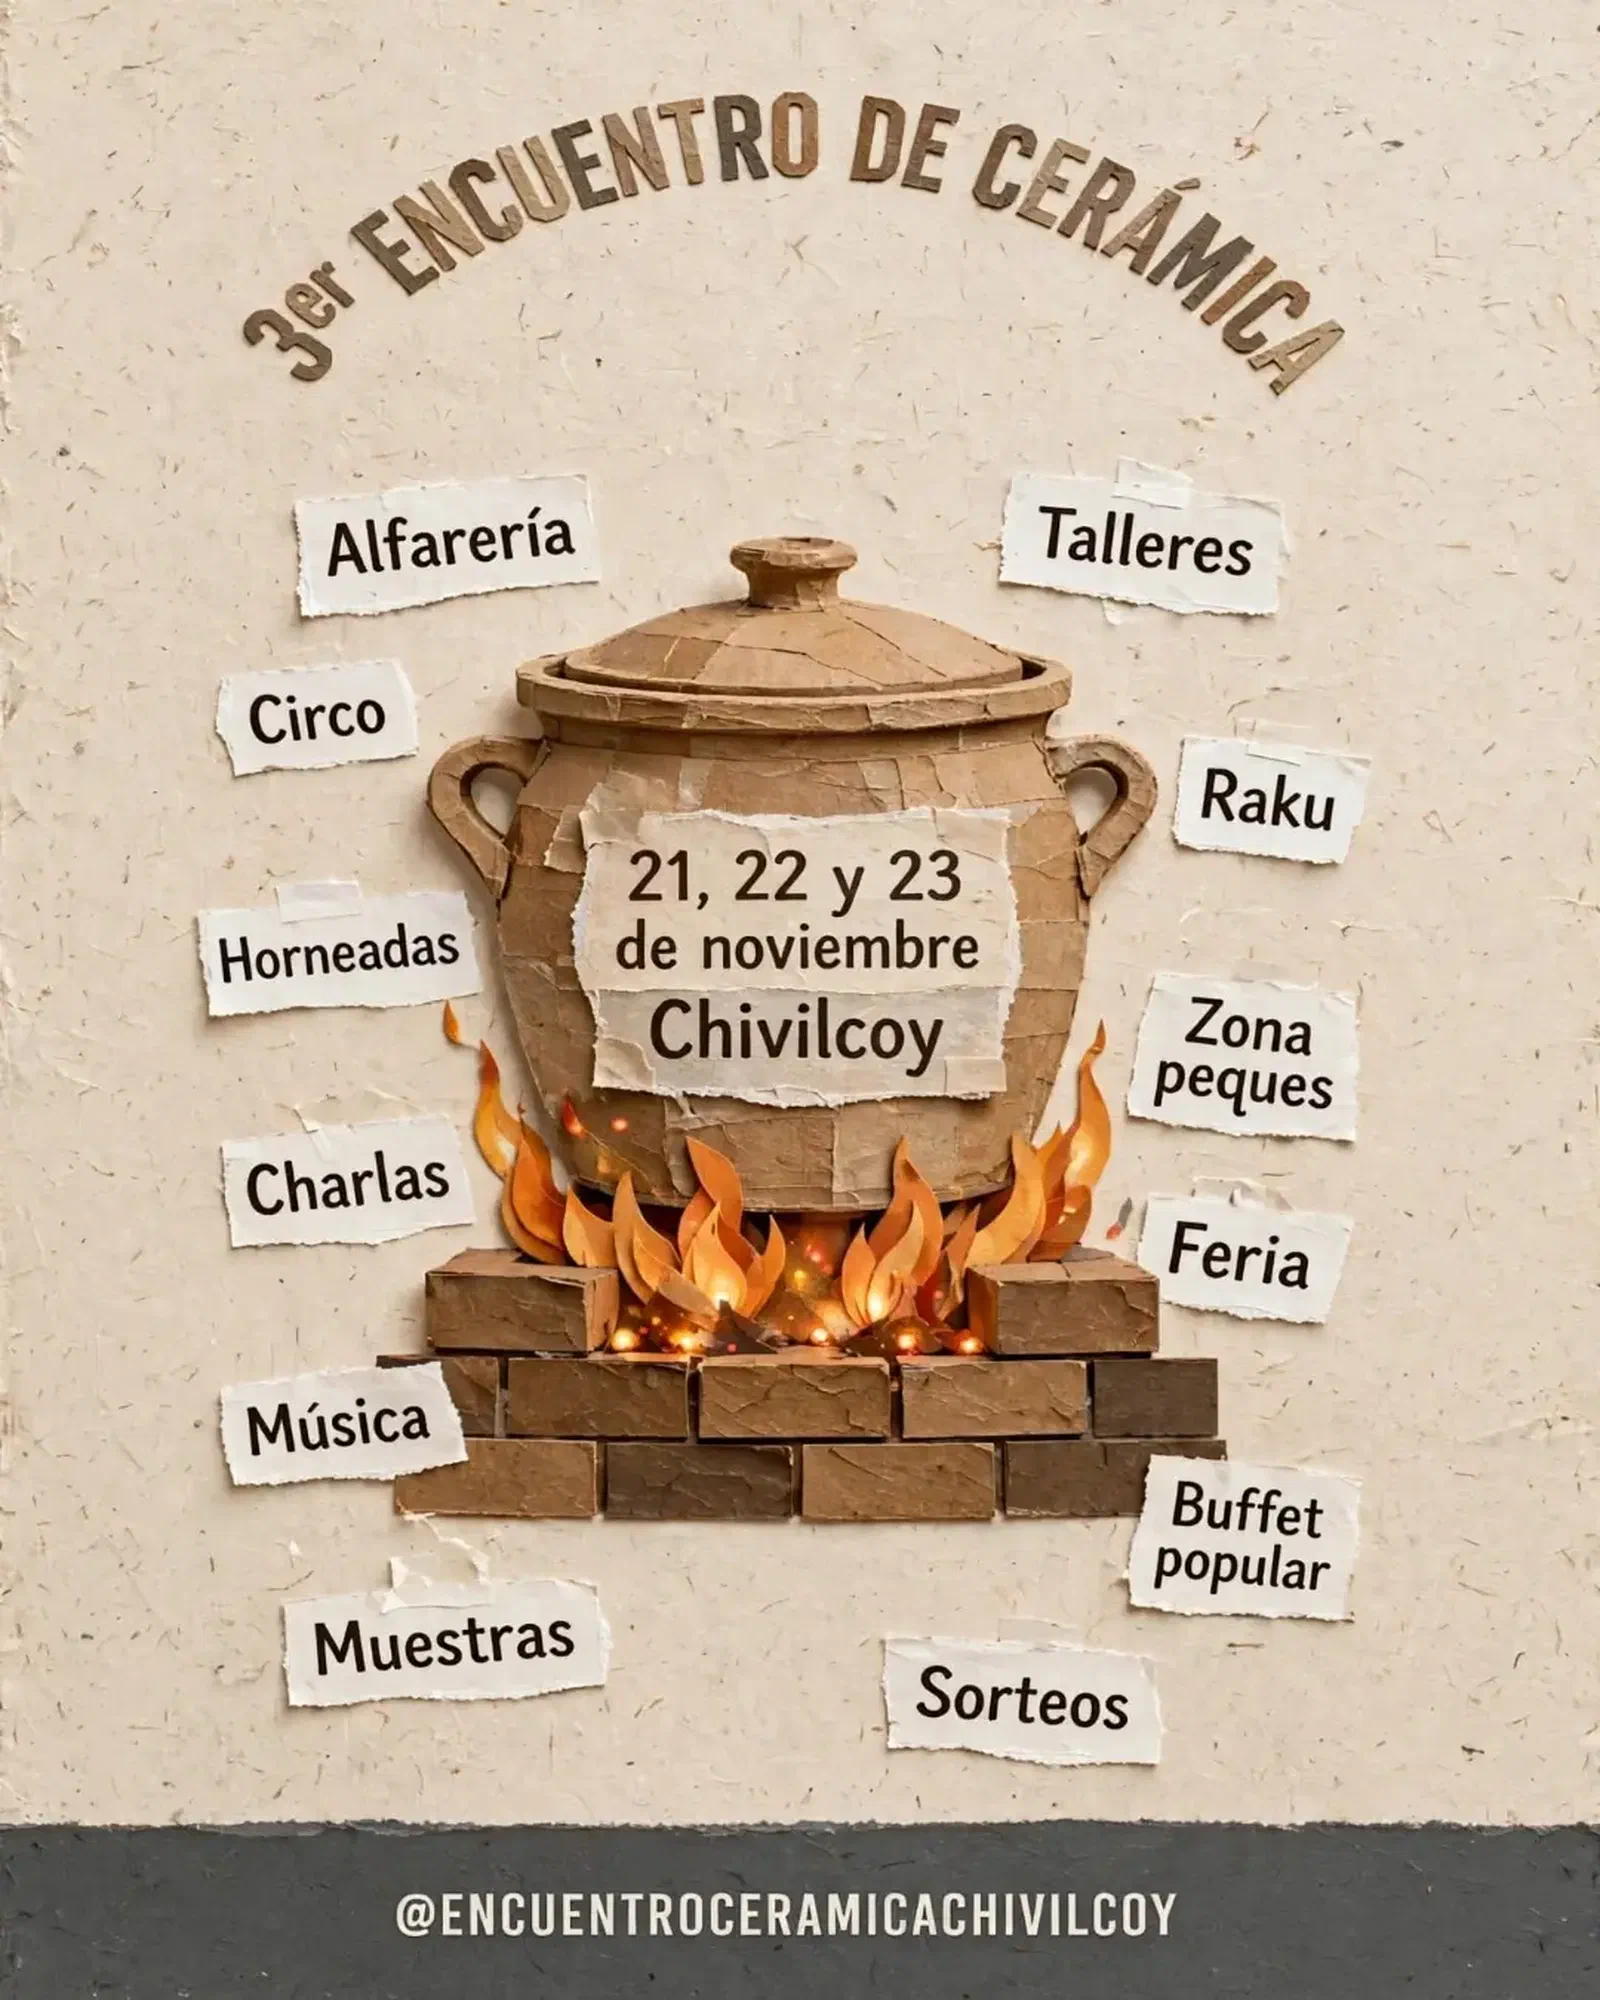 3er ENCUENTRO DE CERÁMICA
Alfarería
Talleres
Circo
Raku
21, 22 y 23
de noviembre
Chivilcoy
Horneadas
Zona
peques
Charlas
Feria
Música
Buffet
popular
Muestras
Sorteos
@ENCUENTROCERAMICACHIVILCOY